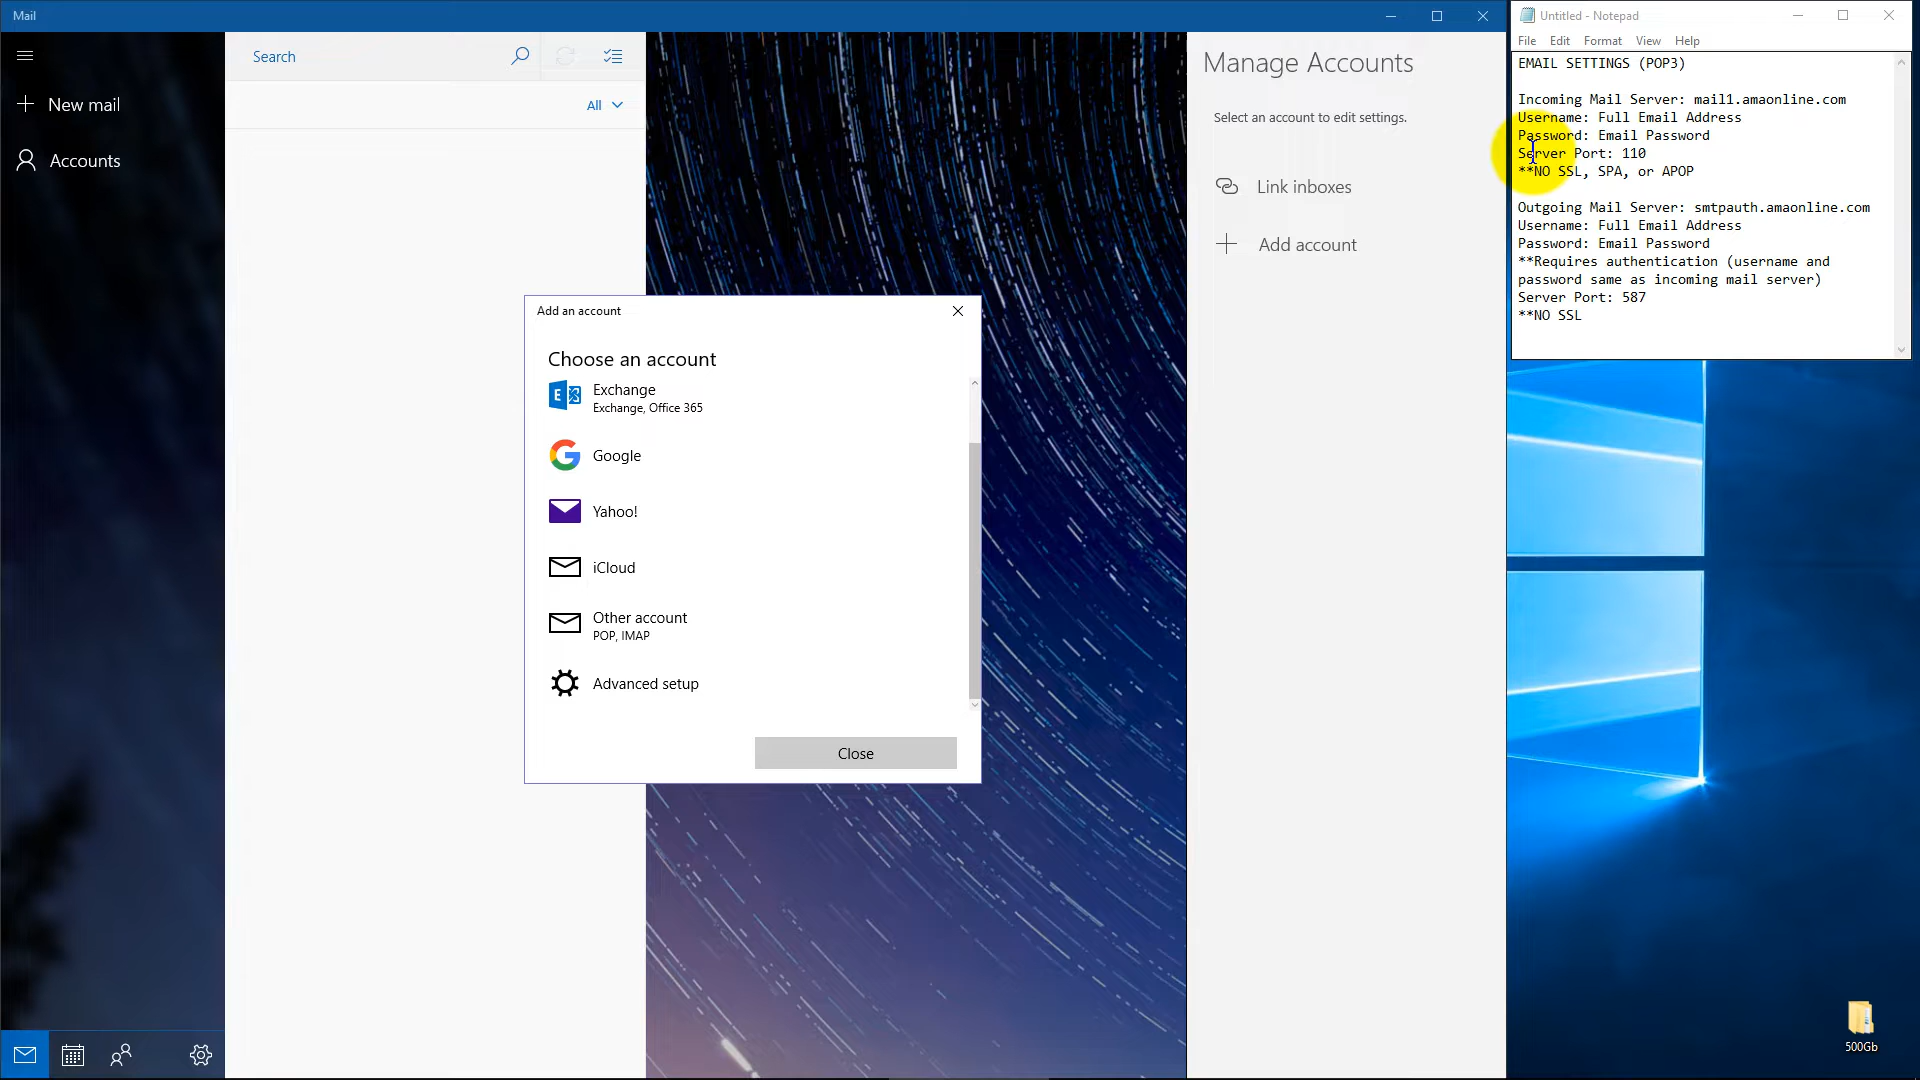 Mail
Search
New mail
All
Accounts
Manage Accounts
Select an account to edit settings.
Link inboxes
Add account
Add an account
Choose an account
Exchange
Exchange, Office 365
Google
Yahoo!
iCloud
Other account
POP, IMAP
Advanced setup
Close
Untitled - Notepad
File Edit Format View Help
EMAIL SETTINGS (POP3)
Incoming Mail Server: mail1.amaonline.com
Username: Full Email Address
Password: Email Password
Server Port: 110
**NO SSL, SPA, or APOP
Outgoing Mail Server: smtpauth.amaonline.com
Username: Full Email Address
Password: Email Password
**Requires authentication (username and
password same as incoming mail server)
Server Port: 587
**NO SSL
500Gb